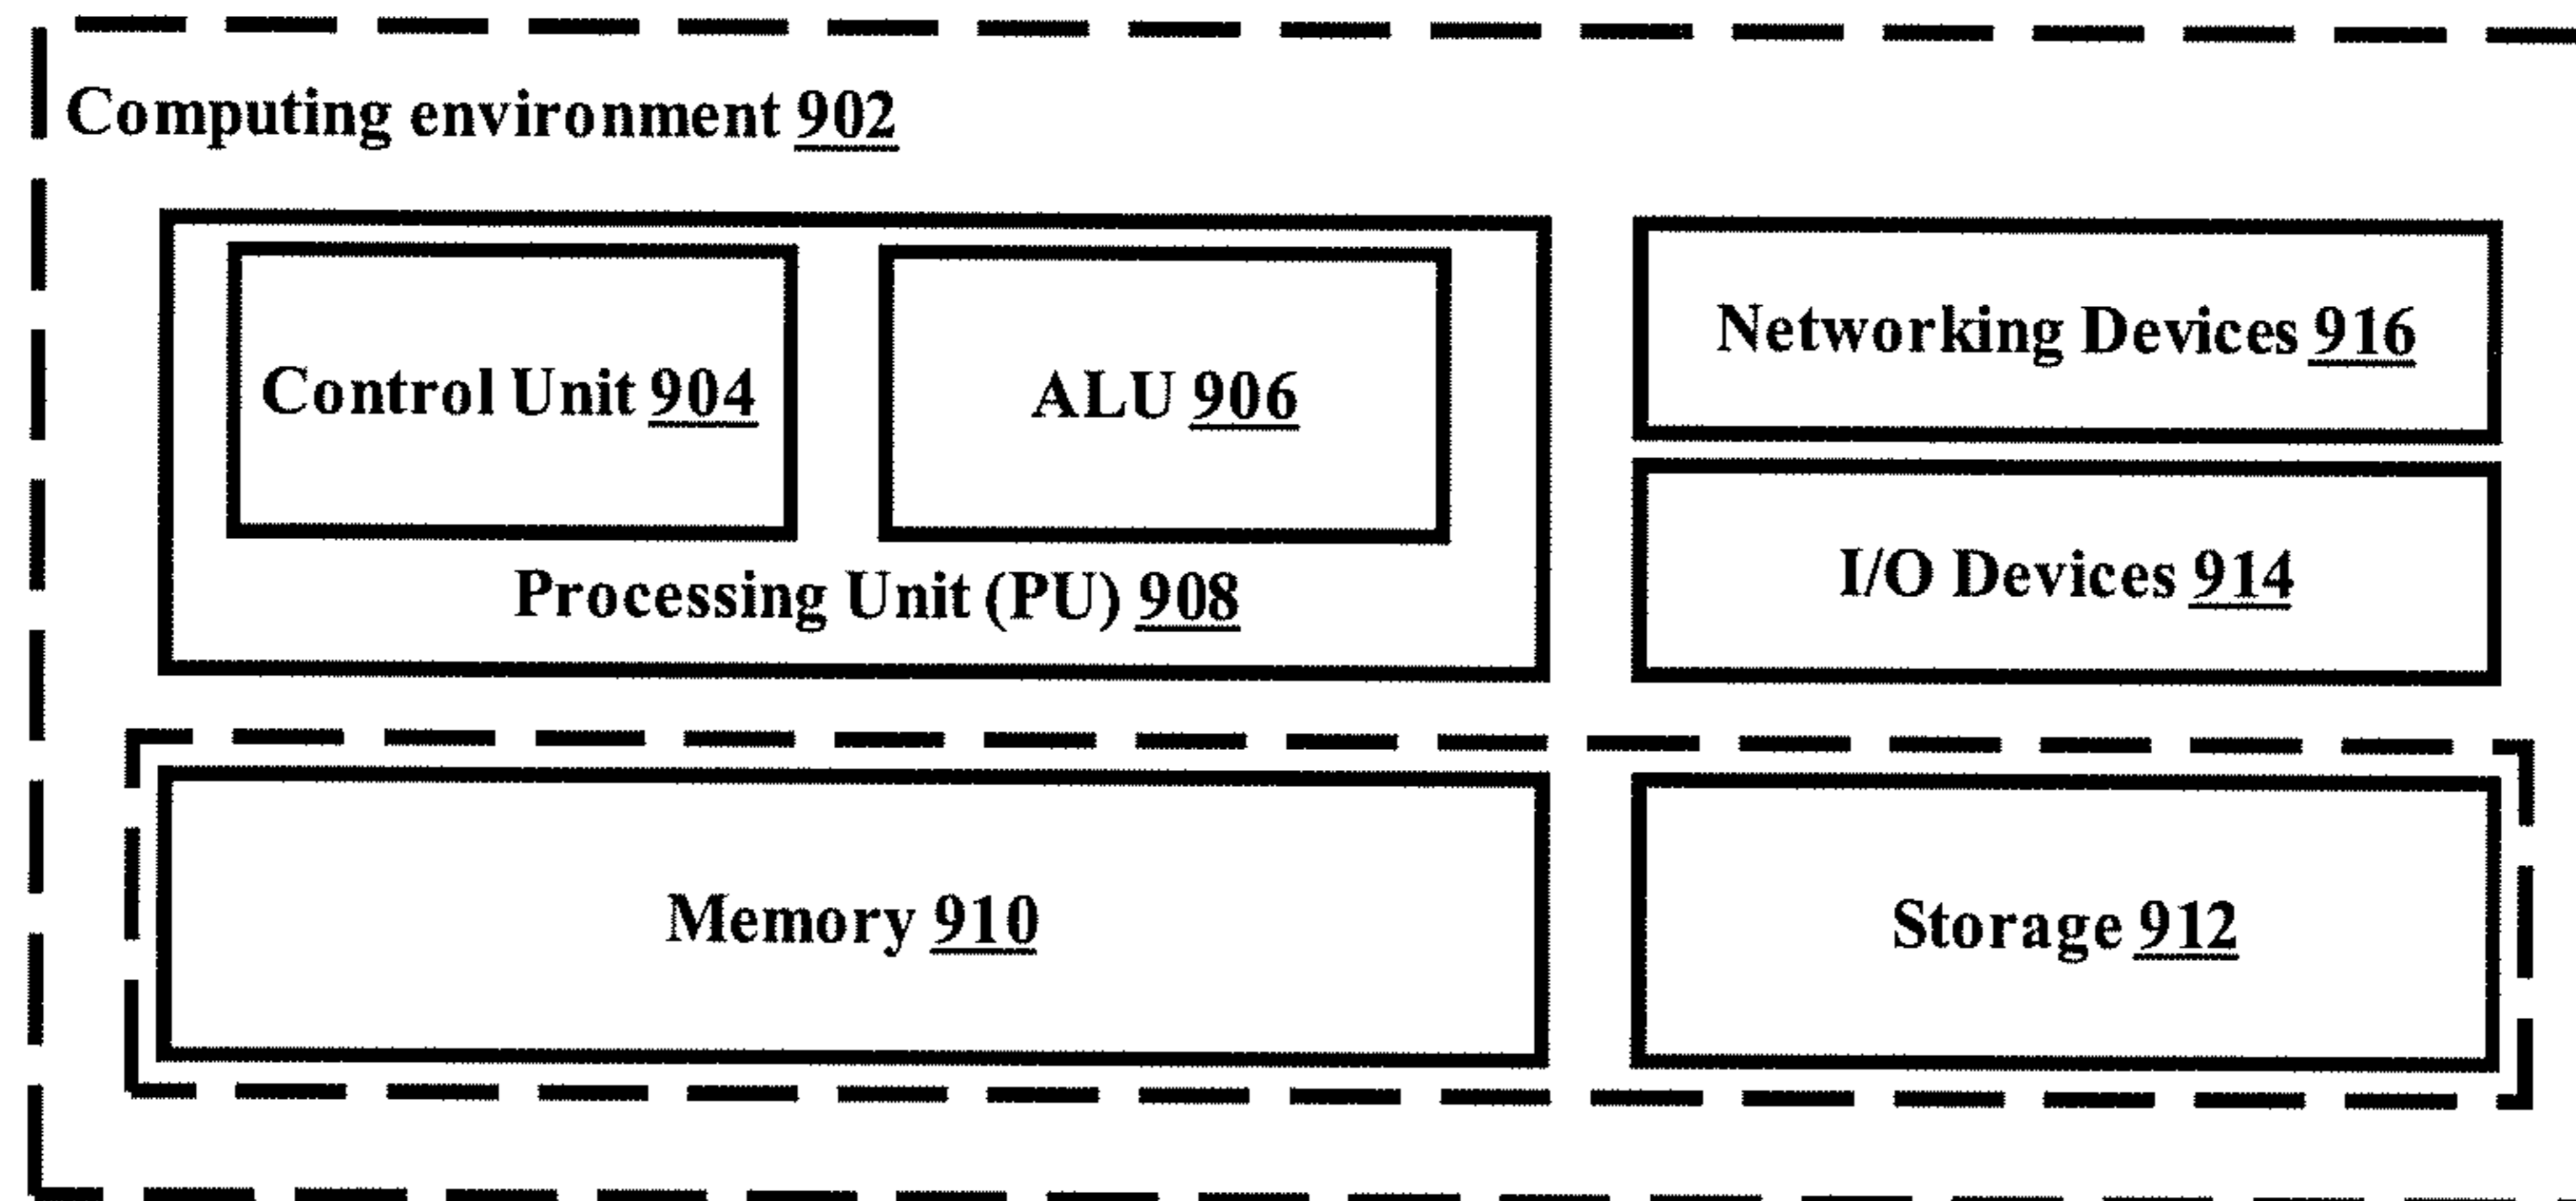 Computing environment 902
Control Unit 904
ALU 906
Processing Unit (PU) 908
Networking Devices 916
I/O Devices 914
Memory 910
Storage 912